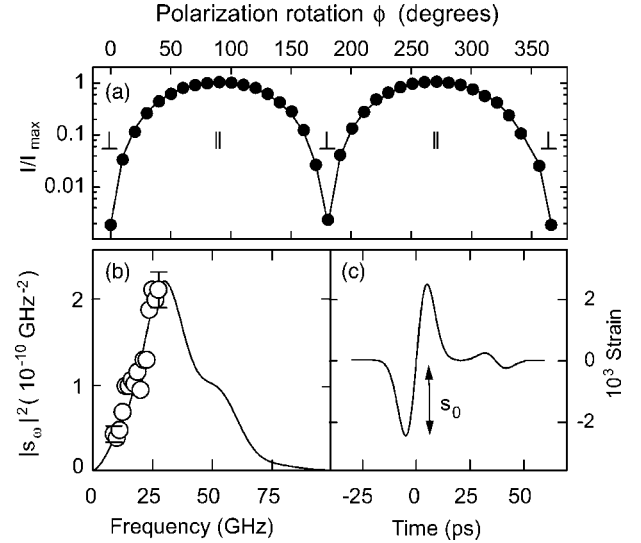 Polarization rotation ϕ (degrees)
0 50 100 150 200 250 300 350
(a)
I/I_max
1
0.1
0.01
⊥ ∥ ⊥ ∥ ⊥
(b)
|s_ω|² (10⁻¹⁰ GHz⁻²)
2
1
0
0 25 50 75
Frequency (GHz)
(c)
s₀
2
0
-2
10³ Strain
-25 0 25 50
Time (ps)